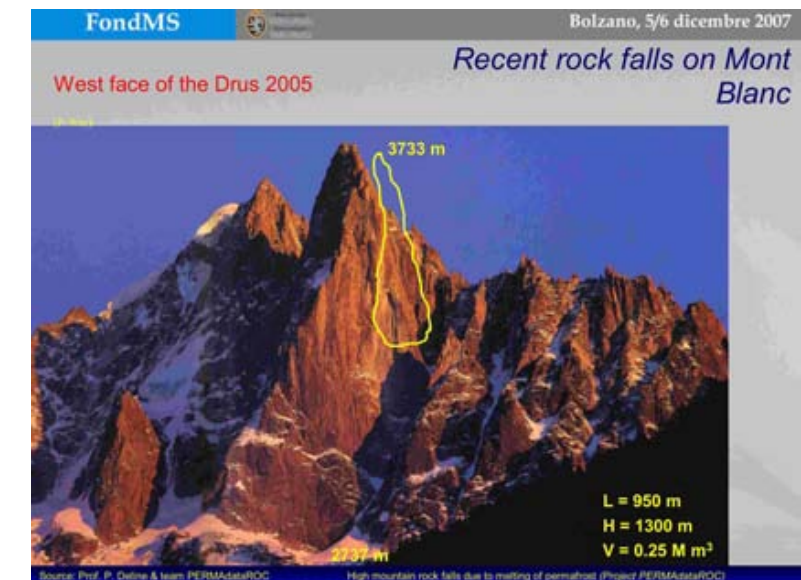 FondMS
Bolzano, 5/6 dicembre 2007
Recent rock falls on Mont
Blanc
West face of the Drus 2005
3733 m
L = 950 m
H = 1300 m
V = 0.25 M m³
2737 m
Source: Prof. P. Deline & team PERMAdataROC
High mountain rock falls due to melting of permafrost (Project PERMAdataROC)